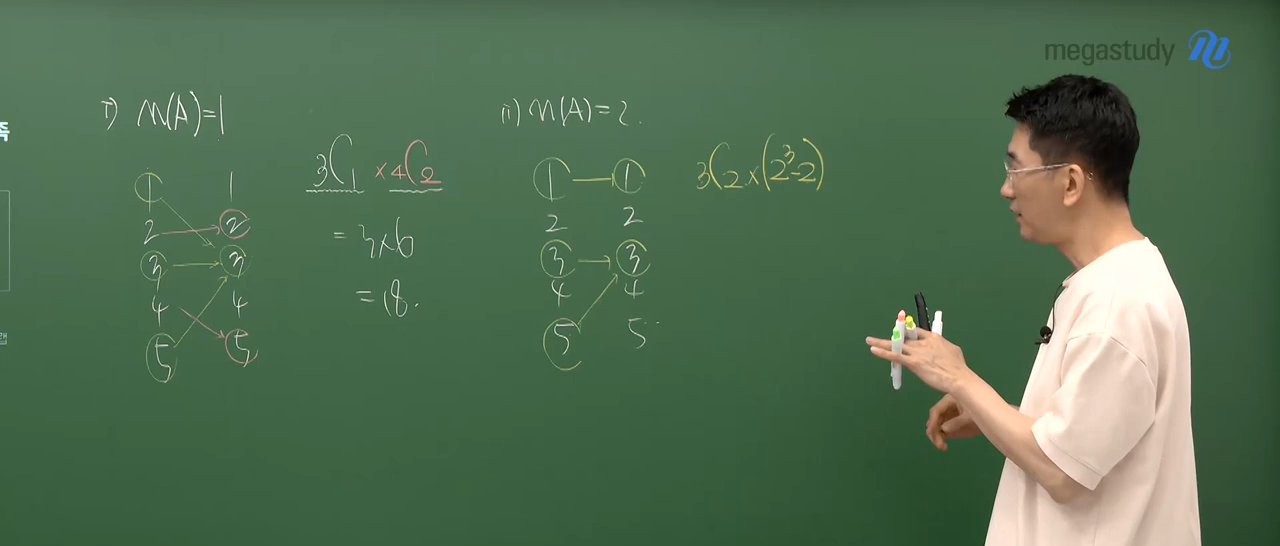 megastudy
i) n(A)=1
1 1
2 2
3 3
4 4
5 5
3C1 × 4C2
= 3×6
= 18.
ii) n(A)=2.
1 1
2 2
3 3
4 4
5 5
3C2 × (2³-2)